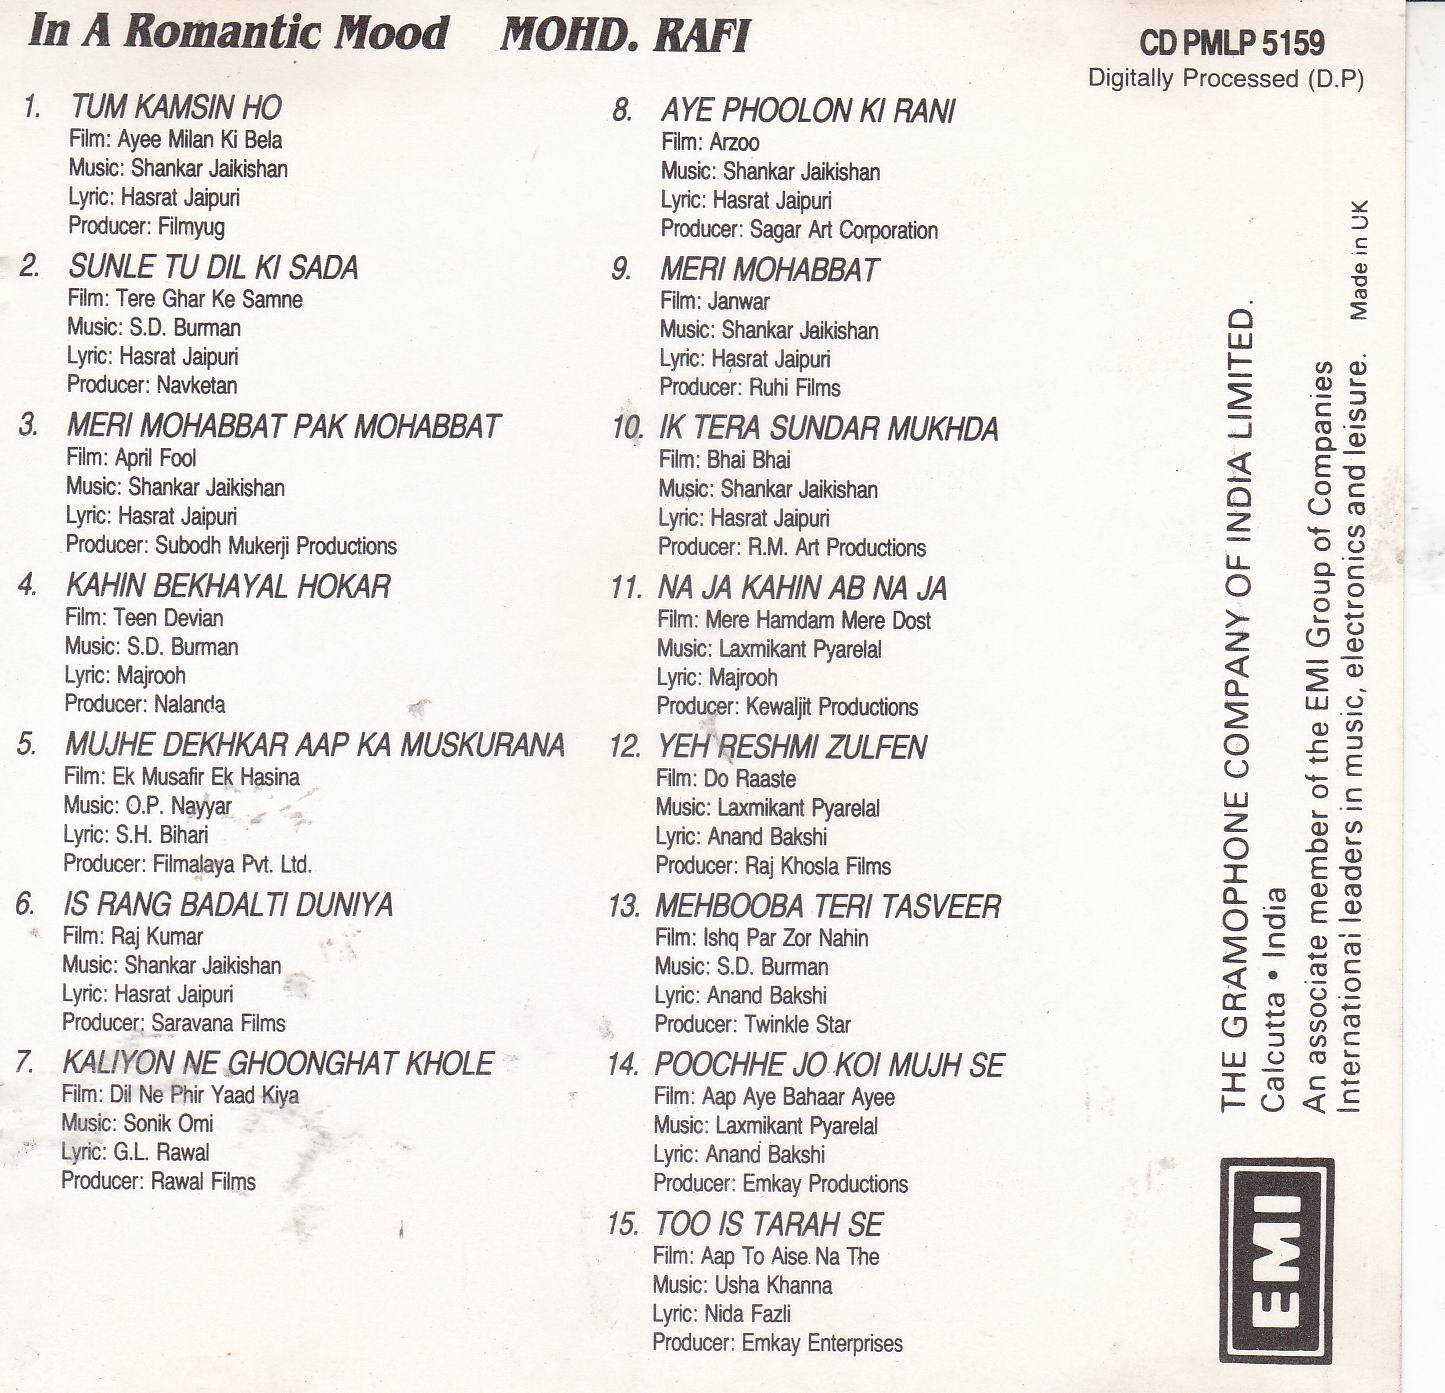 In A Romantic Mood MOHD. RAFI
CD PMLP 5159
Digitally Processed (D.P)
1. TUM KAMSIN HO
Film: Ayee Milan Ki Bela
Music: Shankar Jaikishan
Lyric: Hasrat Jaipuri
Producer: Filmyug
2. SUNLE TU DIL KI SADA
Film: Tere Ghar Ke Samne
Music: S.D. Burman
Lyric: Hasrat Jaipuri
Producer: Navketan
3. MERI MOHABBAT PAK MOHABBAT
Film: April Fool
Music: Shankar Jaikishan
Lyric: Hasrat Jaipuri
Producer: Subodh Mukerji Productions
4. KAHIN BEKHAYAL HOKAR
Film: Teen Devian
Music: S.D. Burman
Lyric: Majrooh
Producer: Nalanda
5. MUJHE DEKHKAR AAP KA MUSKURANA
Film: Ek Musafir Ek Hasina
Music: O.P. Nayyar
Lyric: S.H. Bihari
Producer: Filmalaya Pvt. Ltd.
6. IS RANG BADALTI DUNIYA
Film: Raj Kumar
Music: Shankar Jaikishan
Lyric: Hasrat Jaipuri
Producer: Saravana Films
7. KALIYON NE GHOONGHAT KHOLE
Film: Dil Ne Phir Yaad Kiya
Music: Sonik Omi
Lyric: G.L. Rawal
Producer: Rawal Films
8. AYE PHOOLON KI RANI
Film: Arzoo
Music: Shankar Jaikishan
Lyric: Hasrat Jaipuri
Producer: Sagar Art Corporation
9. MERI MOHABBAT
Film: Janwar
Music: Shankar Jaikishan
Lyric: Hasrat Jaipuri
Producer: Ruhi Films
10. IK TERA SUNDAR MUKHDA
Film: Bhai Bhai
Music: Shankar Jaikishan
Lyric: Hasrat Jaipuri
Producer: R.M. Art Productions
11. NA JA KAHIN AB NA JA
Film: Mere Hamdam Mere Dost
Music: Laxmikant Pyarelal
Lyric: Majrooh
Producer: Kewaljit Productions
12. YEH RESHMI ZULFEN
Film: Do Raaste
Music: Laxmikant Pyarelal
Lyric: Anand Bakshi
Producer: Raj Khosla Films
13. MEHBOOBA TERI TASVEER
Film: Ishq Par Zor Nahin
Music: S.D. Burman
Lyric: Anand Bakshi
Producer: Twinkle Star
14. POOCHHE JO KOI MUJH SE
Film: Aap Aye Bahaar Ayee
Music: Laxmikant Pyarelal
Lyric: Anand Bakshi
Producer: Emkay Productions
15. TOO IS TARAH SE
Film: Aap To Aise Na The
Music: Usha Khanna
Lyric: Nida Fazli
Producer: Emkay Enterprises
THE GRAMOPHONE COMPANY OF INDIA LIMITED.
Calcutta • India
An associate member of the EMI Group of Companies
International leaders in music, electronics and leisure. Made in UK
EMI